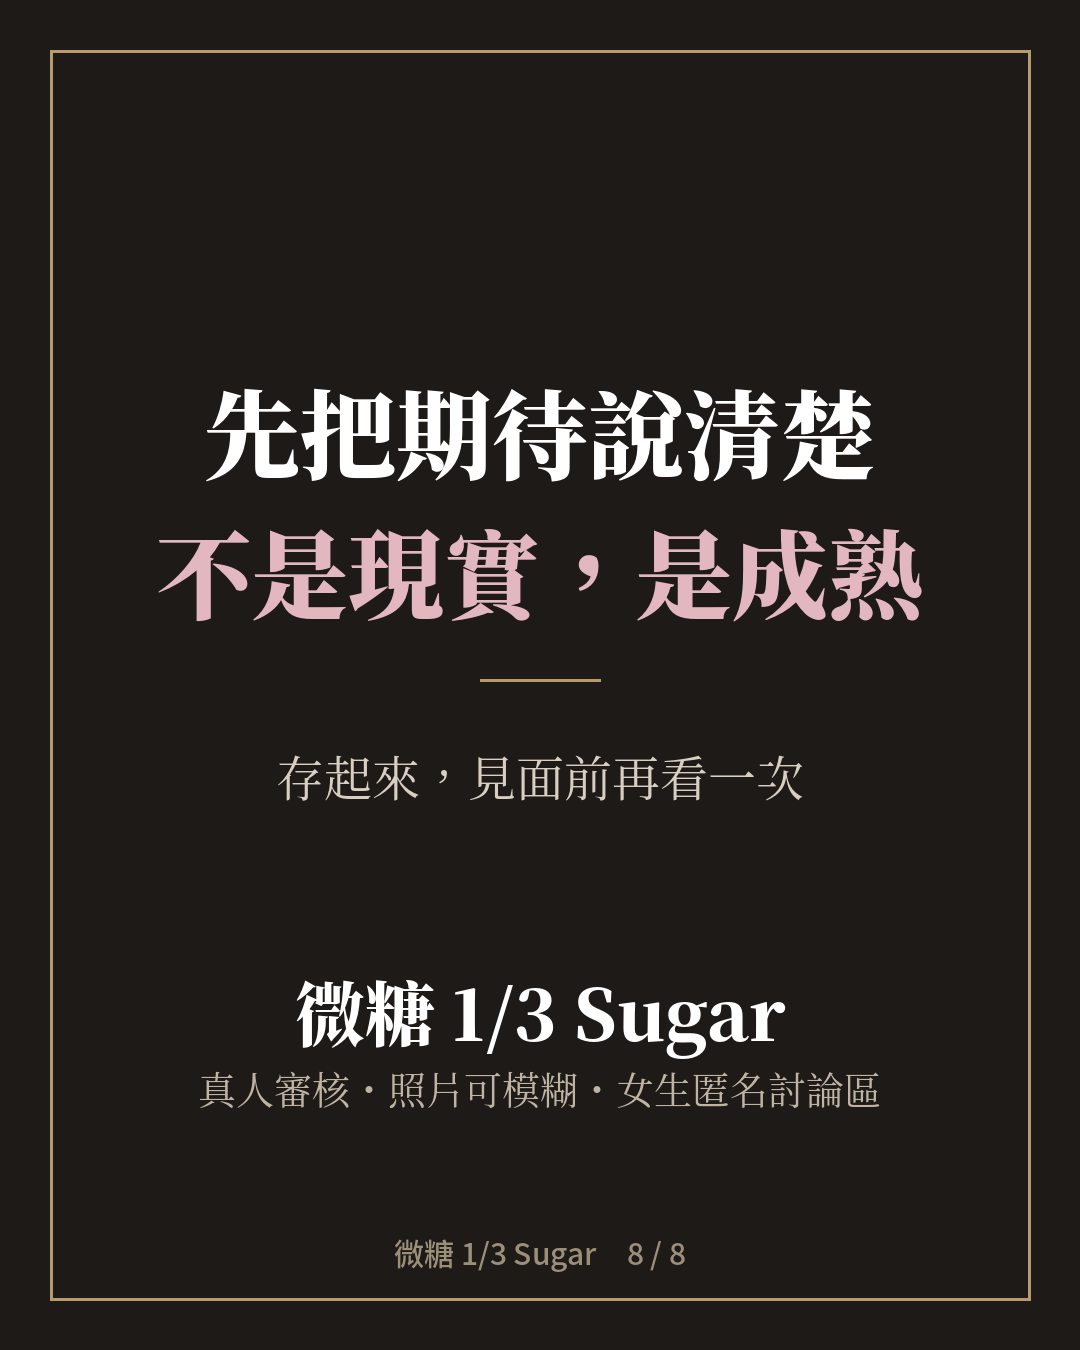 先把期待說清楚
不是現實，是成熟
存起來，見面前再看一次
微糖 1/3 Sugar
真人審核・照片可模糊・女生匿名討論區
微糖 1/3 Sugar 8 / 8